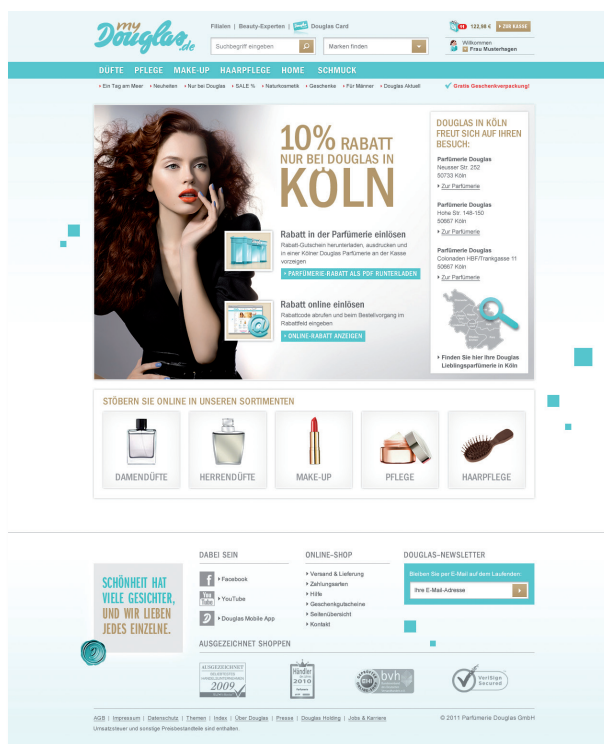 my
Douglas.de
Filialen | Beauty-Experten | Douglas Card
122,98 € ZUR KASSE
Suchbegriff eingeben
Marken finden
Willkommen
Frau Musterhagen
DÜFTE PFLEGE MAKE-UP HAARPFLEGE HOME SCHMUCK
Ein Tag am Meer Neuheiten Nur bei Douglas SALE % Naturkosmetik Geschenke Für Männer Douglas Aktuell Gratis Geschenkverpackung!
10% RABATT
NUR BEI DOUGLAS IN
KÖLN
Rabatt in der Parfümerie einlösen
Rabatt-Gutschein herunterladen, ausdrucken und
in einer Kölner Douglas Parfümerie an der Kasse
vorzeigen
PARFÜMERIE-RABATT ALS PDF RUNTERLADEN
Rabatt online einlösen
Rabattcode abrufen und beim Bestellvorgang im
Rabattfeld eingeben
ONLINE-RABATT ANZEIGEN
DOUGLAS IN KÖLN
FREUT SICH AUF IHREN
BESUCH:
Parfümerie Douglas
Neusser Str. 252
50733 Köln
Zur Parfümerie
Parfümerie Douglas
Hohe Str. 148-150
50667 Köln
Zur Parfümerie
Parfümerie Douglas
Colonaden HBF/Trankgasse 11
50667 Köln
Zur Parfümerie
Finden Sie hier Ihre Douglas
Lieblingsparfümerie in Köln
STÖBERN SIE ONLINE IN UNSEREN SORTIMENTEN
DAMENDÜFTE
HERRENDÜFTE
MAKE-UP
PFLEGE
HAARPFLEGE
SCHÖNHEIT HAT
VIELE GESICHTER,
UND WIR LIEBEN
JEDES EINZELNE.
DABEI SEIN
Facebook
You Tube
YouTube
Douglas Mobile App
ONLINE-SHOP
Versand & Lieferung
Zahlungsarten
Hilfe
Geschenkgutscheine
Seitenübersicht
Kontakt
DOUGLAS-NEWSLETTER
Bleiben Sie per E-Mail auf dem Laufenden
Ihre E-Mail-Adresse
AUSGEZEICHNET SHOPPEN
AUSGEZEICHNET
2009
Händler
2010
EHI
bvh
VeriSign
Secured
AGB | Impressum | Datenschutz | Themen | Index | Über Douglas | Presse | Douglas Holding | Jobs & Karriere
© 2011 Parfümerie Douglas GmbH
Umsatzsteuer und sonstige Preisbestandteile sind enthalten.